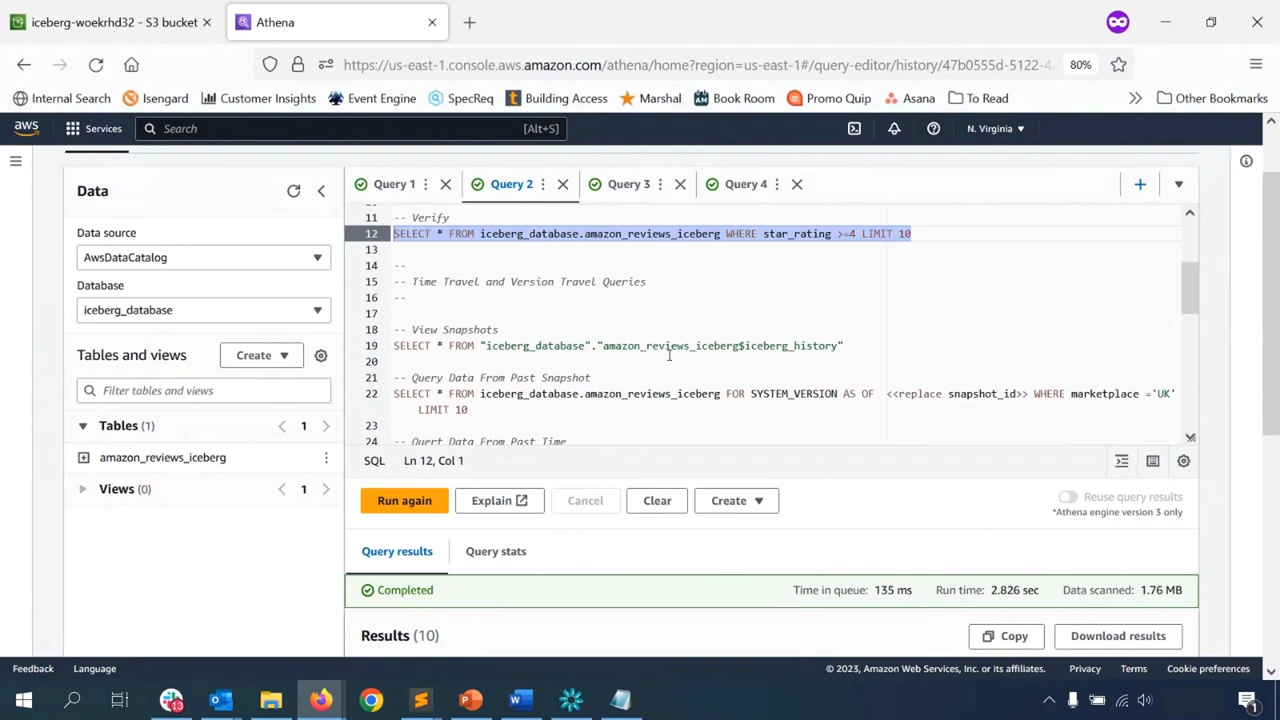 iceberg-woekrhd32 - S3 bucket
Athena
https://us-east-1.console.aws.amazon.com/athena/home?region=us-east-1#/query-editor/history/47b0555d-5122-4
80%
Internal Search
Isengard
Customer Insights
Event Engine
SpecReq
Building Access
Marshal
Book Room
Promo Quip
Asana
To Read
Other Bookmarks
aws
Services
Search
[Alt+S]
N. Virginia
Data
Data source
AwsDataCatalog
Database
iceberg_database
Tables and views
Create
Filter tables and views
Tables (1)
1
amazon_reviews_iceberg
Views (0)
1
Query 1
Query 2
Query 3
Query 4
11 -- Verify
12 SELECT * FROM iceberg_database.amazon_reviews_iceberg WHERE star_rating >=4 LIMIT 10
13
14 --
15 -- Time Travel and Version Travel Queries
16 --
17
18 -- View Snapshots
19 SELECT * FROM "iceberg_database"."amazon_reviews_iceberg$iceberg_history"
20
21 -- Query Data From Past Snapshot
22 SELECT * FROM iceberg_database.amazon_reviews_iceberg FOR SYSTEM_VERSION AS OF <<replace snapshot_id>> WHERE marketplace ='UK'
LIMIT 10
23
24 -- Quert Data From Past Time
SQL
Ln 12, Col 1
Run again
Explain
Cancel
Clear
Create
Reuse query results
*Athena engine version 3 only
Query results
Query stats
Completed
Time in queue: 135 ms
Run time: 2.826 sec
Data scanned: 1.76 MB
Results (10)
Copy
Download results
Feedback
Language
© 2023, Amazon Web Services, Inc. or its affiliates.
Privacy
Terms
Cookie preferences
13
1